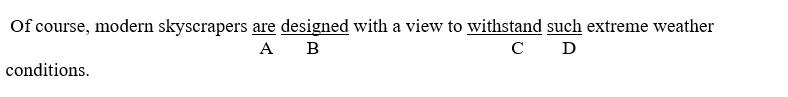 Of course, modern skyscrapers are designed with a view to withstand such extreme weather
A B C D
conditions.